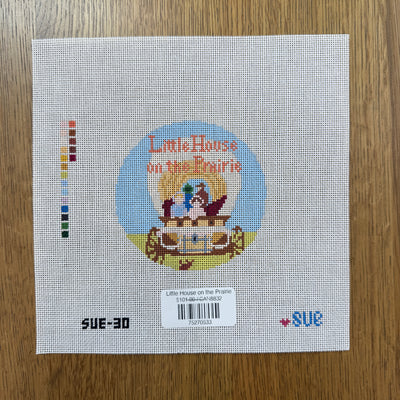 Little House
on the Prairie
Little House on the Prairie
75270533
SUE-30
SUE